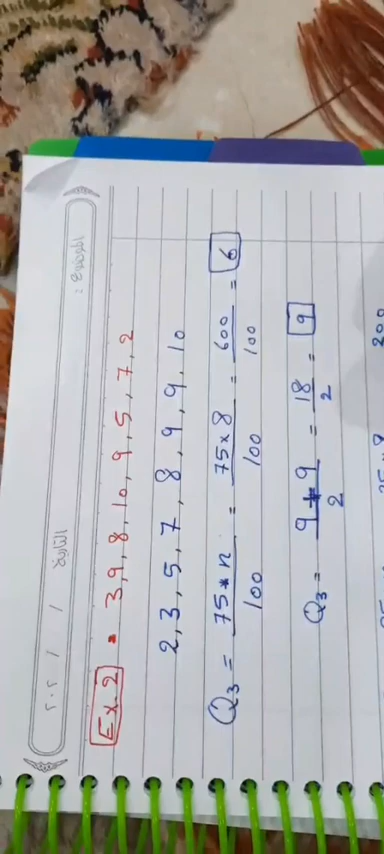 الموضوع :
التاريخ / / ٢٠٢
Ex.2 = 3,9,8,10,9,5,7,2
2,3,5,7,8,9,9,10
Q₃ = 75*n/100 = 75×8/100 = 600/100 = 6
Q₃ = 9+9/2 = 18/2 = 9